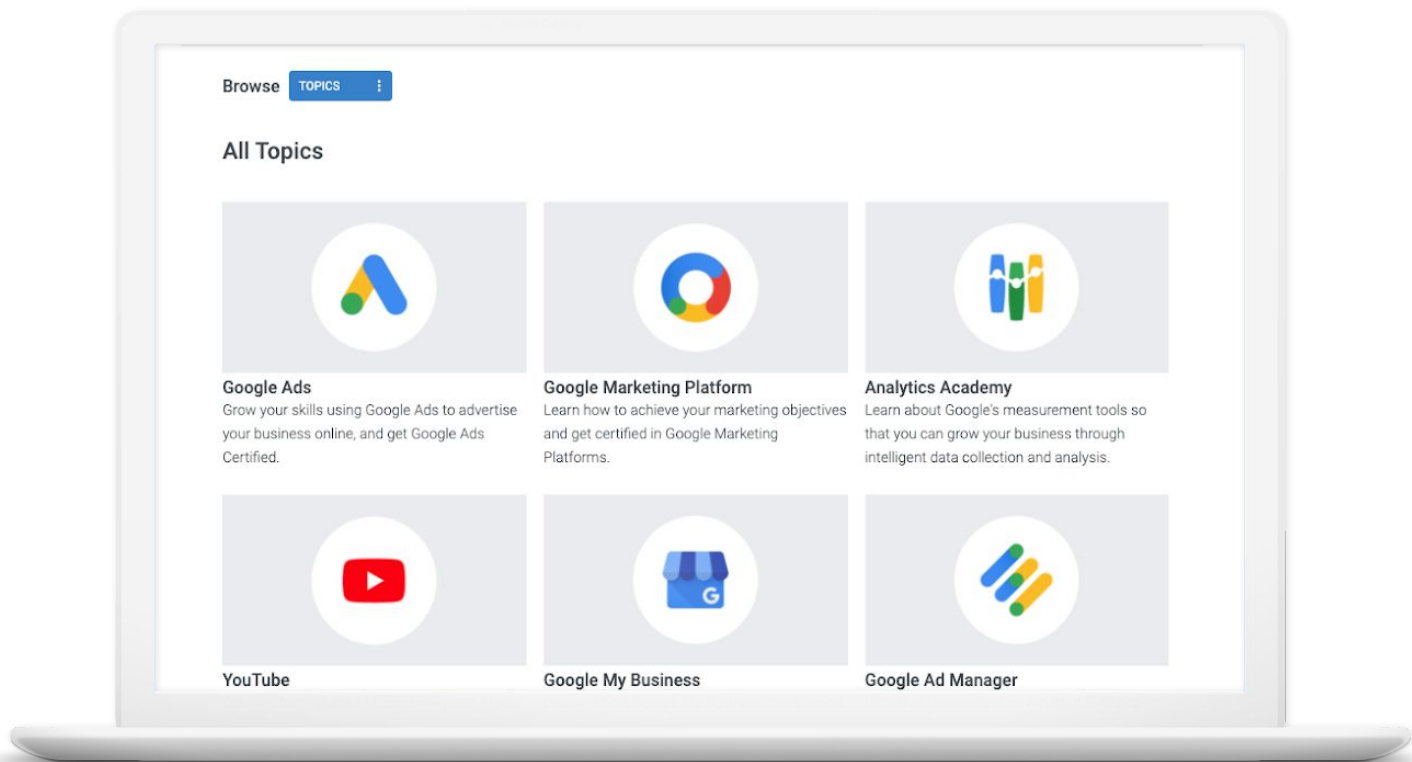 Browse TOPICS
All Topics
Google Ads
Grow your skills using Google Ads to advertise
your business online, and get Google Ads
Certified.
Google Marketing Platform
Learn how to achieve your marketing objectives
and get certified in Google Marketing
Platforms.
Analytics Academy
Learn about Google's measurement tools so
that you can grow your business through
intelligent data collection and analysis.
YouTube
Google My Business
G
Google Ad Manager